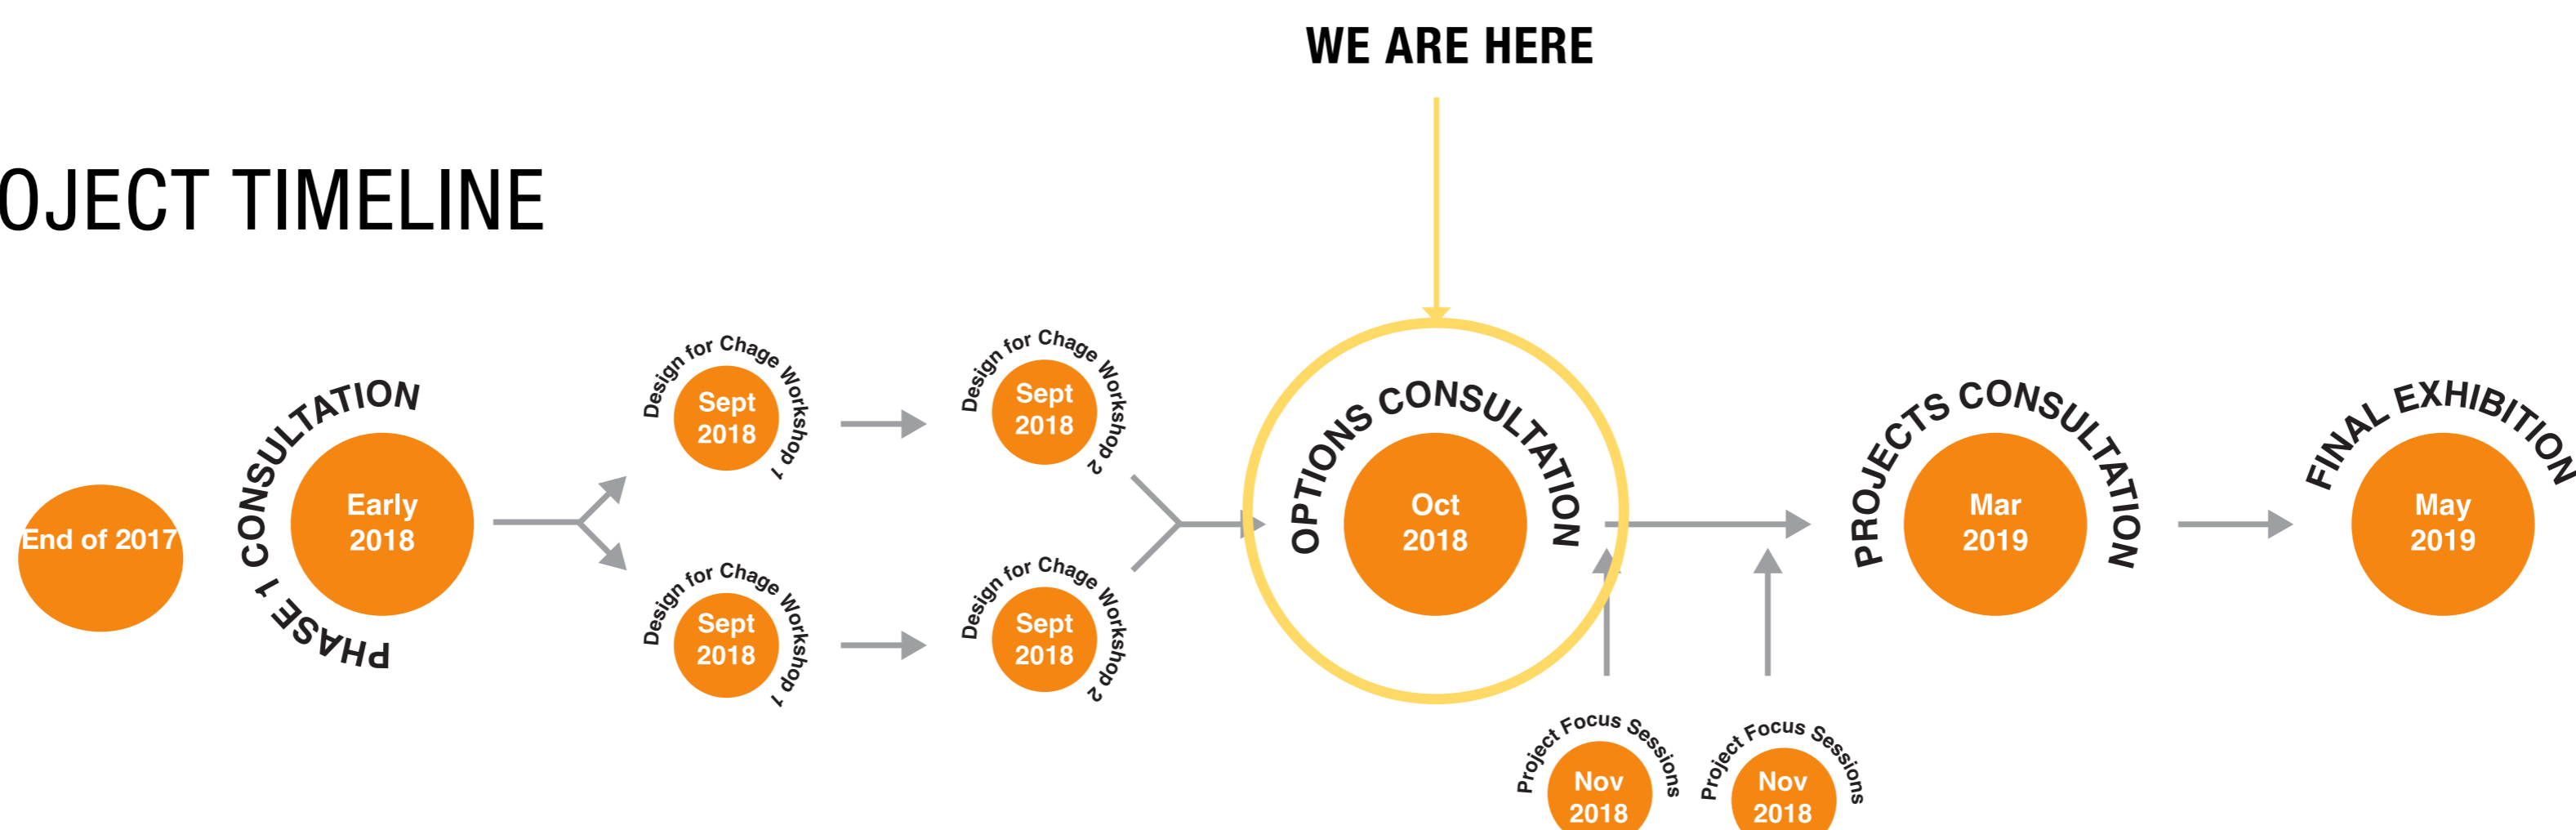 WE ARE HERE
OJECT TIMELINE
End of 2017
PHASE 1 CONSULTATION
Early
2018
Design for Chage Workshop 1
Sept
2018
Design for Chage Workshop 2
Sept
2018
Design for Chage Workshop 1
Sept
2018
Design for Chage Workshop 2
Sept
2018
OPTIONS CONSULTATION
Oct
2018
Project Focus Sessions
Nov
2018
Project Focus Sessions
Nov
2018
PROJECTS CONSULTATION
Mar
2019
FINAL EXHIBITION
May
2019